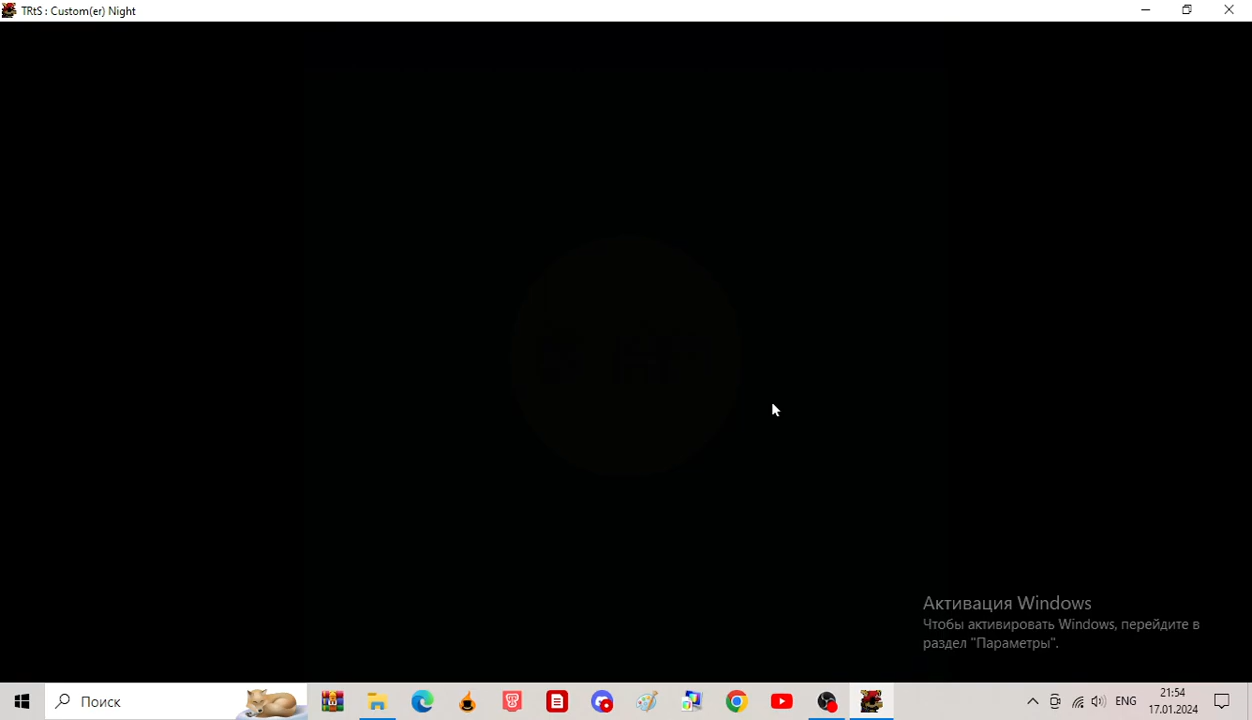 TRtS : Custom(er) Night
Активация Windows
Чтобы активировать Windows, перейдите в
раздел "Параметры".
Поиск
ENG
21:54
17.01.2024